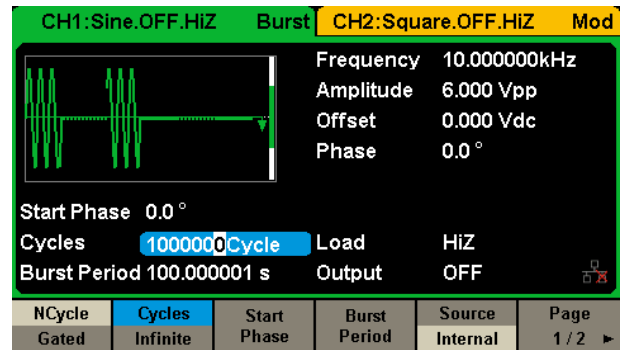 CH1:Sine.OFF.HiZ Burst CH2:Square.OFF.HiZ Mod
Frequency 10.000000kHz
Amplitude 6.000 Vpp
Offset 0.000 Vdc
Phase 0.0 °
Start Phase 0.0 °
Cycles 1000000Cycle Load HiZ
Burst Period 100.000001 s Output OFF
NCycle Cycles Start Burst Source Page
Gated Infinite Phase Period Internal 1/2 ►